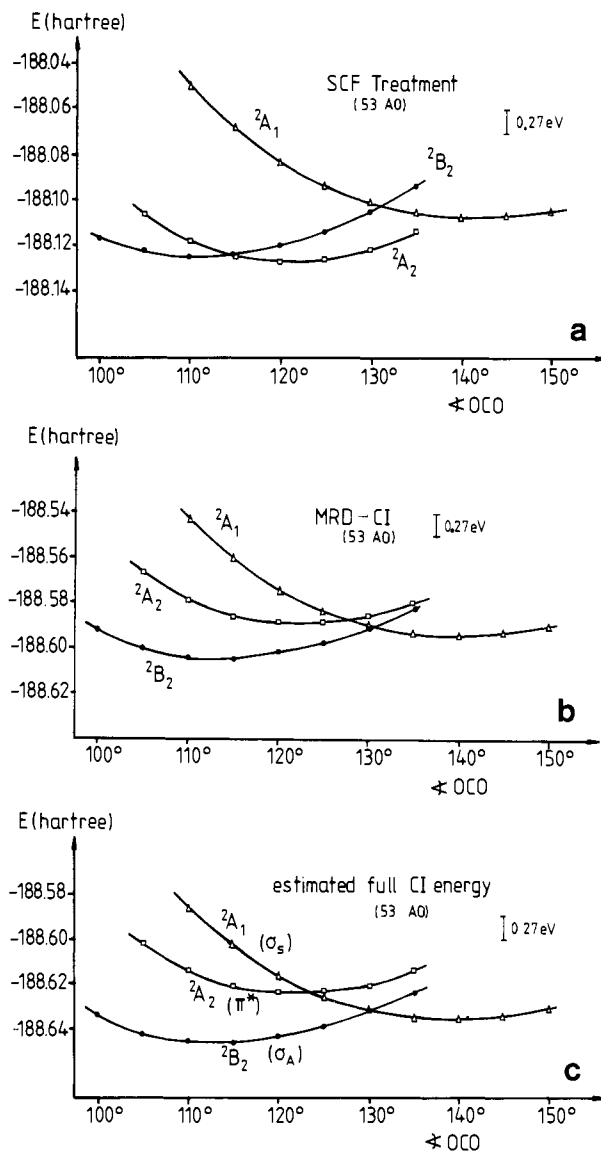 E (hartree)
-188.04
-188.06
-188.08
-188.10
-188.12
-188.14
SCF Treatment
(53 AO)
0.27eV
²A₁
²B₂
²A₂
a
100° 110° 120° 130° 140° 150°
∢ OCO
E (hartree)
-188.54
-188.56
-188.58
-188.60
-188.62
MRD-CI
(53 AO)
0.27eV
²A₁
²A₂
²B₂
b
100° 110° 120° 130° 140° 150°
∢ OCO
E (hartree)
-188.58
-188.60
-188.62
-188.64
estimated full CI energy
(53 AO)
0.27eV
²A₁ (σs)
²A₂ (π*)
²B₂ (σA)
c
100° 110° 120° 130° 140° 150°
∢ OCO